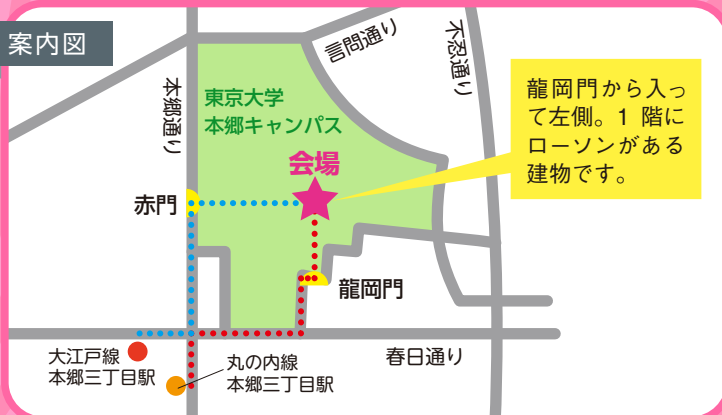 案内図
言問通り
不忍通り
本郷通り
東京大学
本郷キャンパス
会場
龍岡門から入っ
て左側。1 階に
ローソンがある
建物です。
赤門
龍岡門
大江戸線
本郷三丁目駅
丸の内線
本郷三丁目駅
春日通り